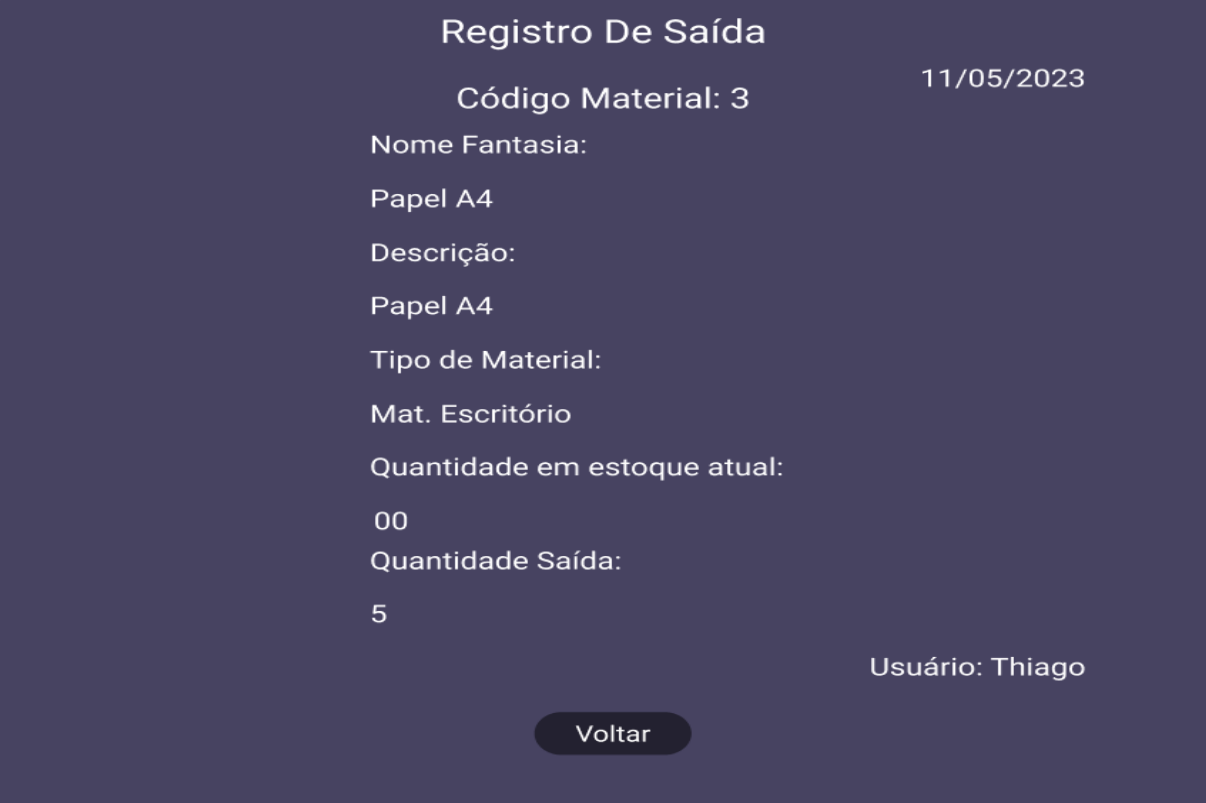 Registro De Saída
11/05/2023
Código Material: 3
Nome Fantasia:
Papel A4
Descrição:
Papel A4
Tipo de Material:
Mat. Escritório
Quantidade em estoque atual:
00
Quantidade Saída:
5
Usuário: Thiago
Voltar